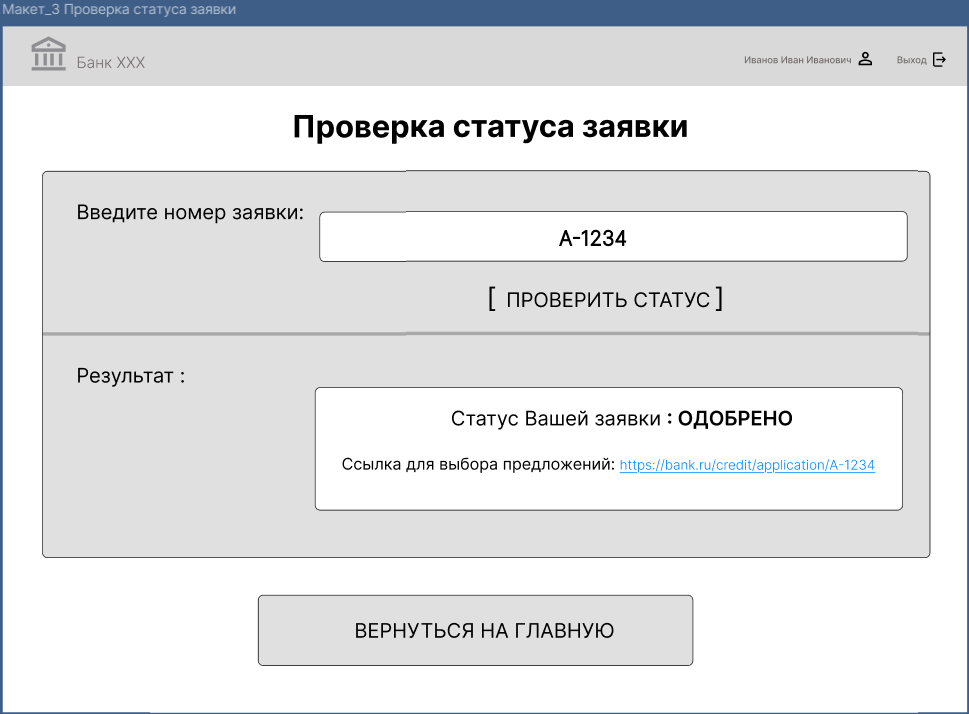 Макет_3 Проверка статуса заявки
Банк XXX
Иванов Иван Иванович
Выход
Проверка статуса заявки
Введите номер заявки:
A-1234
[ ПРОВЕРИТЬ СТАТУС ]
Результат :
Статус Вашей заявки : ОДОБРЕНО
Ссылка для выбора предложений: https://bank.ru/credit/application/A-1234
ВЕРНУТЬСЯ НА ГЛАВНУЮ